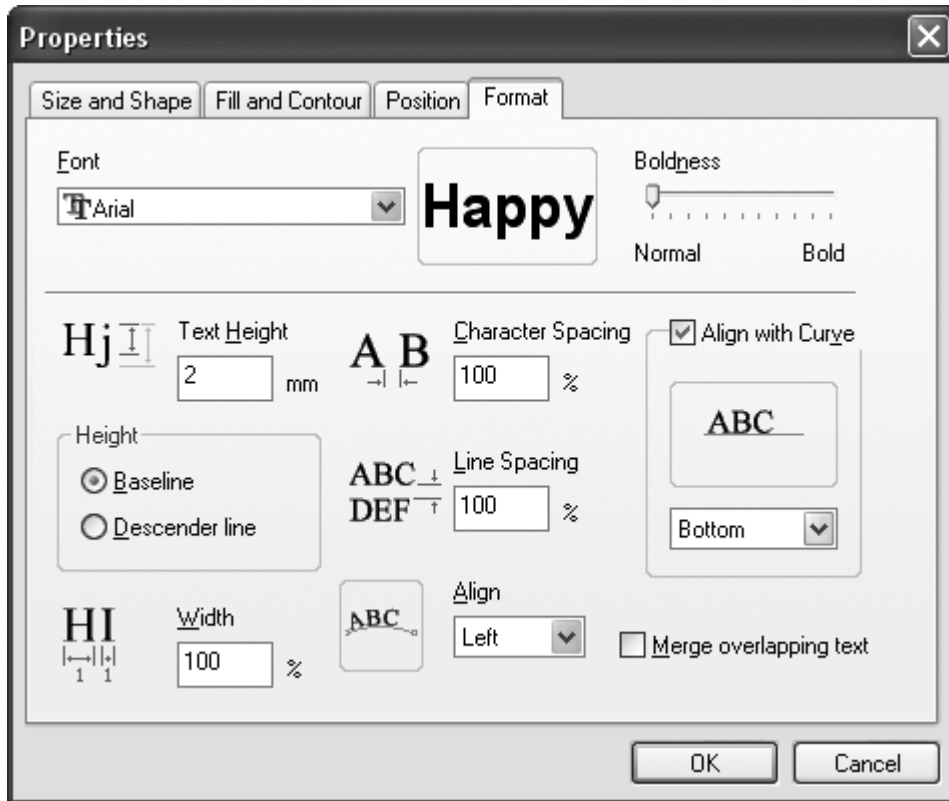 Properties
Size and Shape Fill and Contour Position Format
Font
Arial
Happy
Boldness
Normal Bold
Hj
Text Height
2 mm
A B
Character Spacing
100 %
Align with Curve
ABC
Bottom
Height
Baseline
Descender line
ABC
DEF
Line Spacing
100 %
HI
1 1
Width
100 %
ABC
Align
Left
Merge overlapping text
OK Cancel